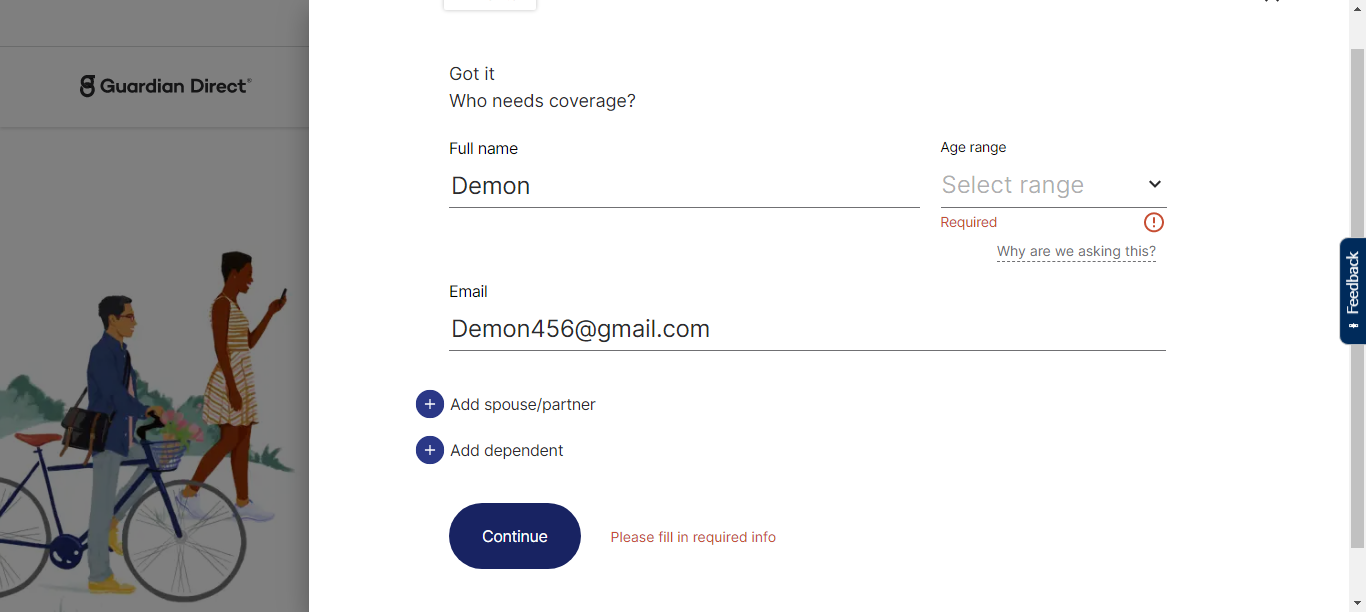 Guardian Direct®
Got it
Who needs coverage?
Full name
Age range
Demon
Select range
Required
Why are we asking this?
Email
Demon456@gmail.com
Add spouse/partner
Add dependent
Continue
Please fill in required info
Feedback